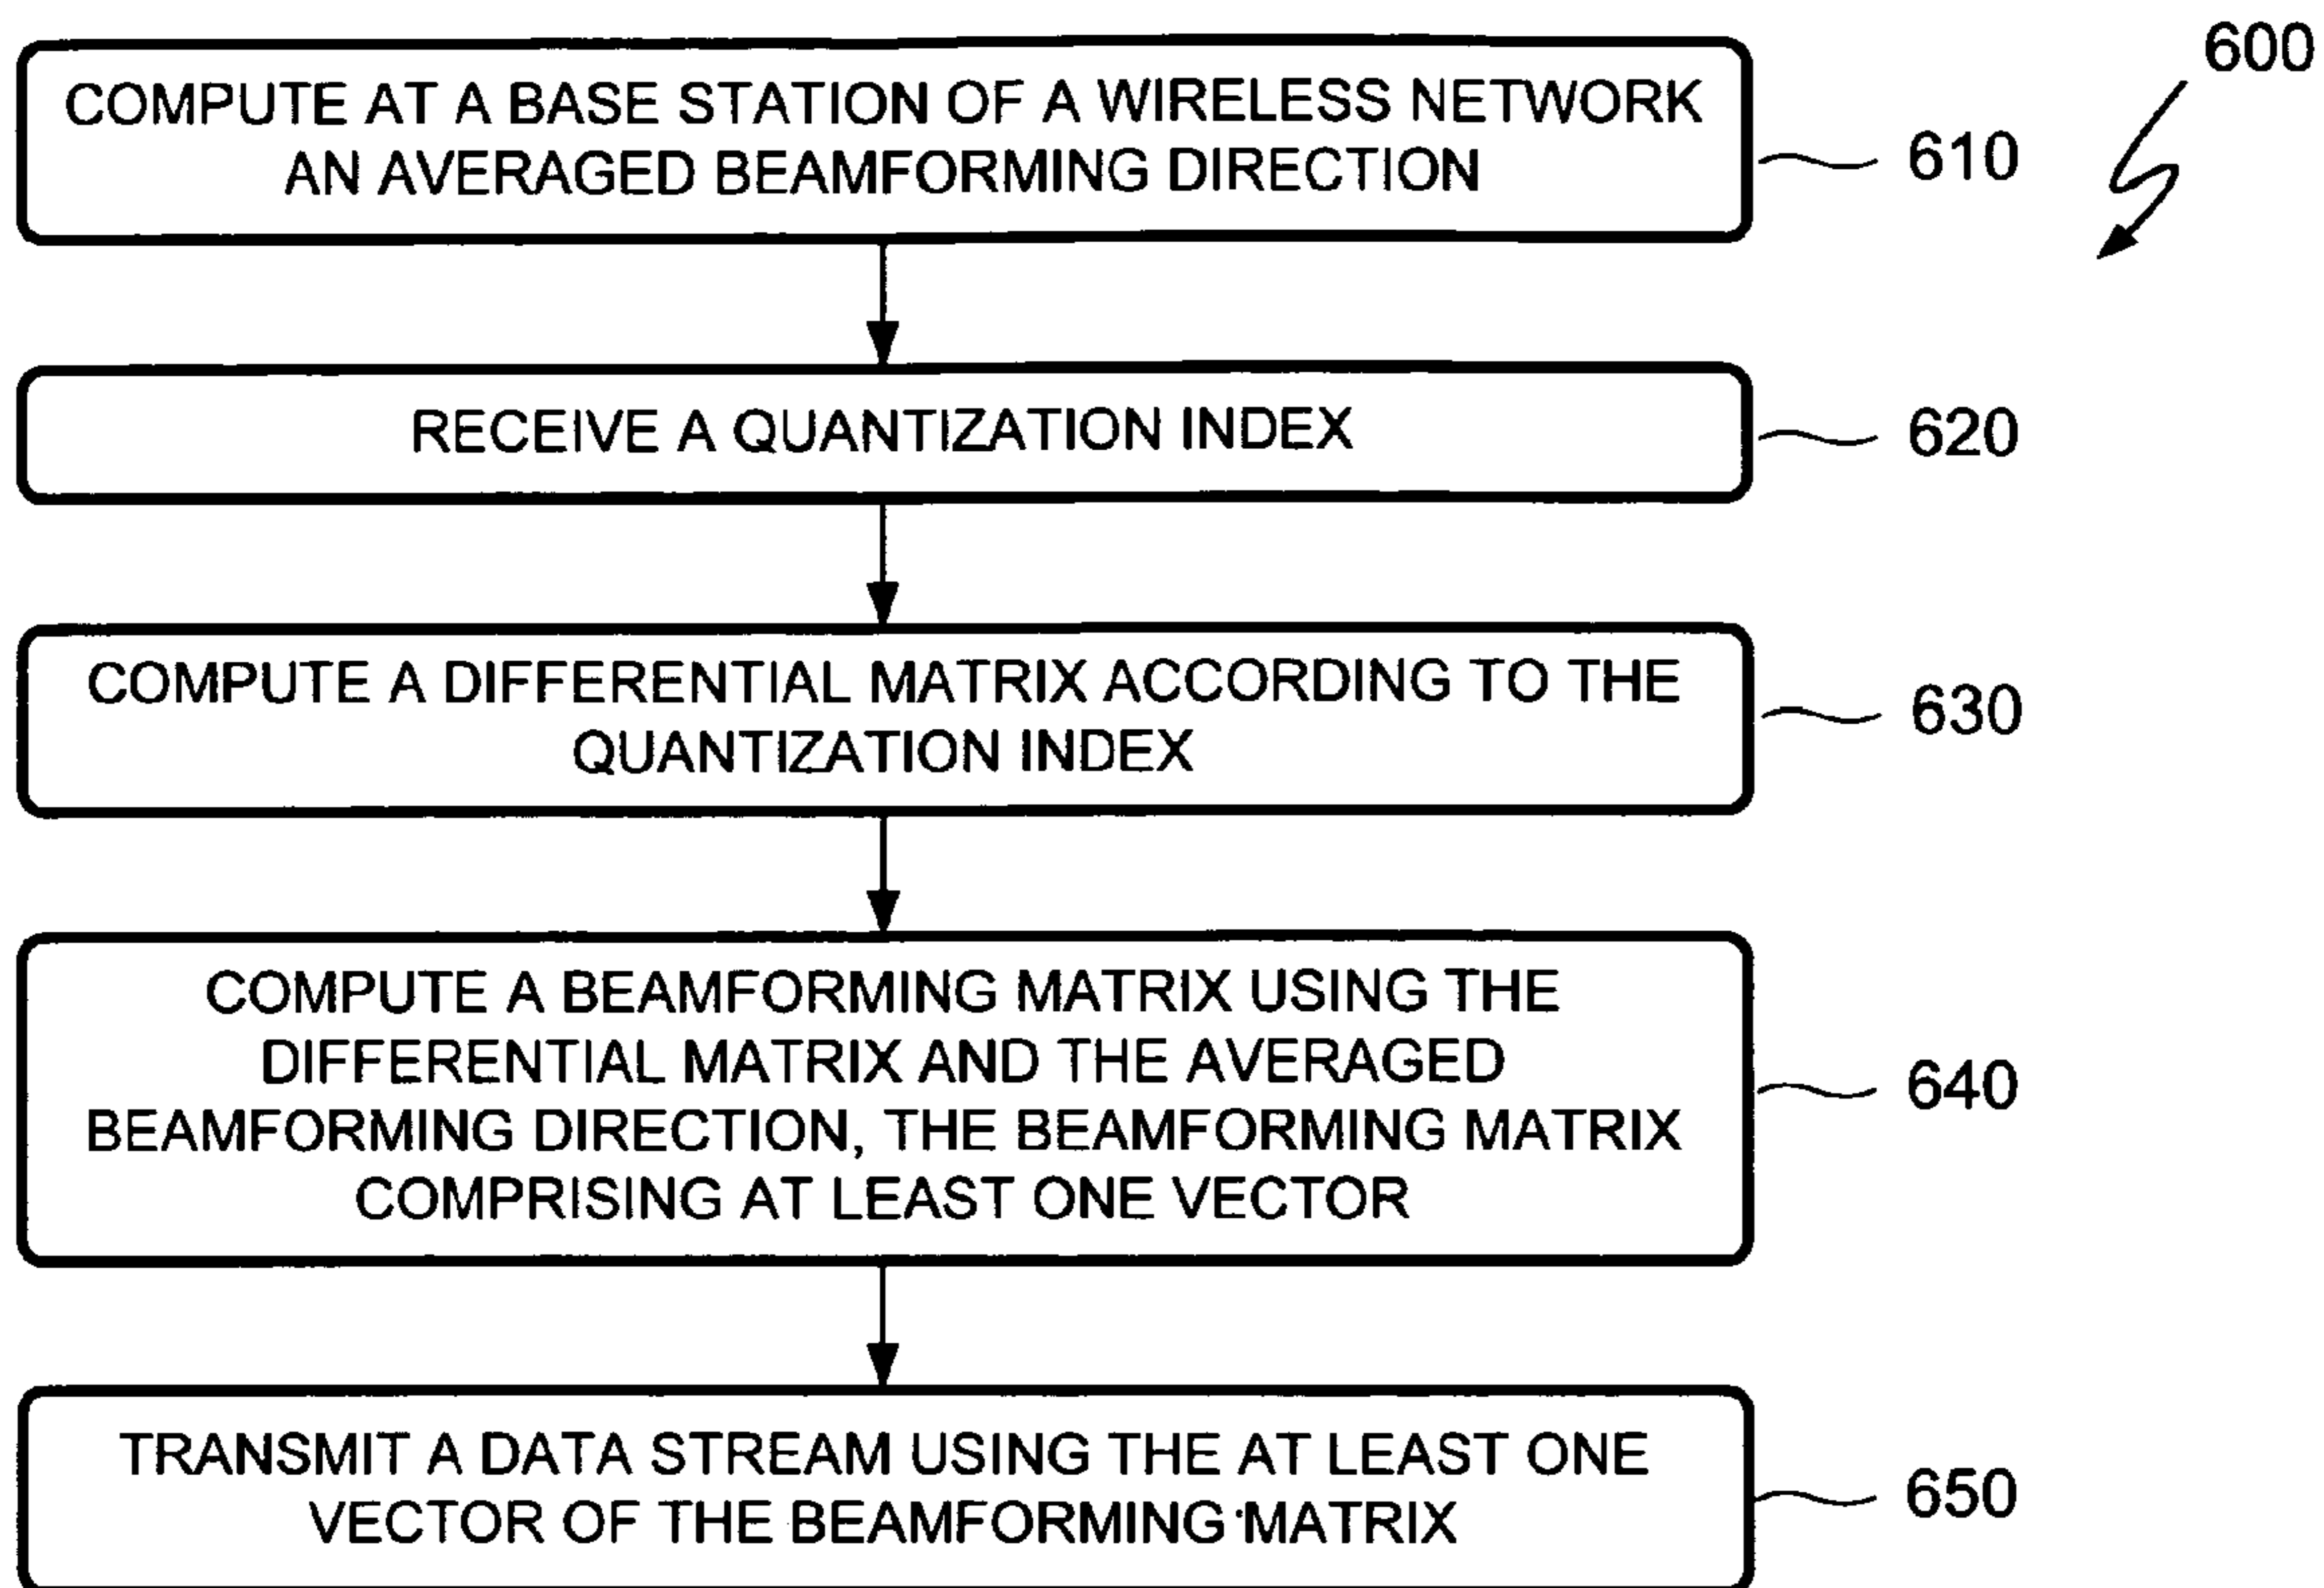 600
COMPUTE AT A BASE STATION OF A WIRELESS NETWORK
AN AVERAGED BEAMFORMING DIRECTION
610
RECEIVE A QUANTIZATION INDEX
620
COMPUTE A DIFFERENTIAL MATRIX ACCORDING TO THE
QUANTIZATION INDEX
630
COMPUTE A BEAMFORMING MATRIX USING THE
DIFFERENTIAL MATRIX AND THE AVERAGED
BEAMFORMING DIRECTION, THE BEAMFORMING MATRIX
COMPRISING AT LEAST ONE VECTOR
640
TRANSMIT A DATA STREAM USING THE AT LEAST ONE
VECTOR OF THE BEAMFORMING MATRIX
650